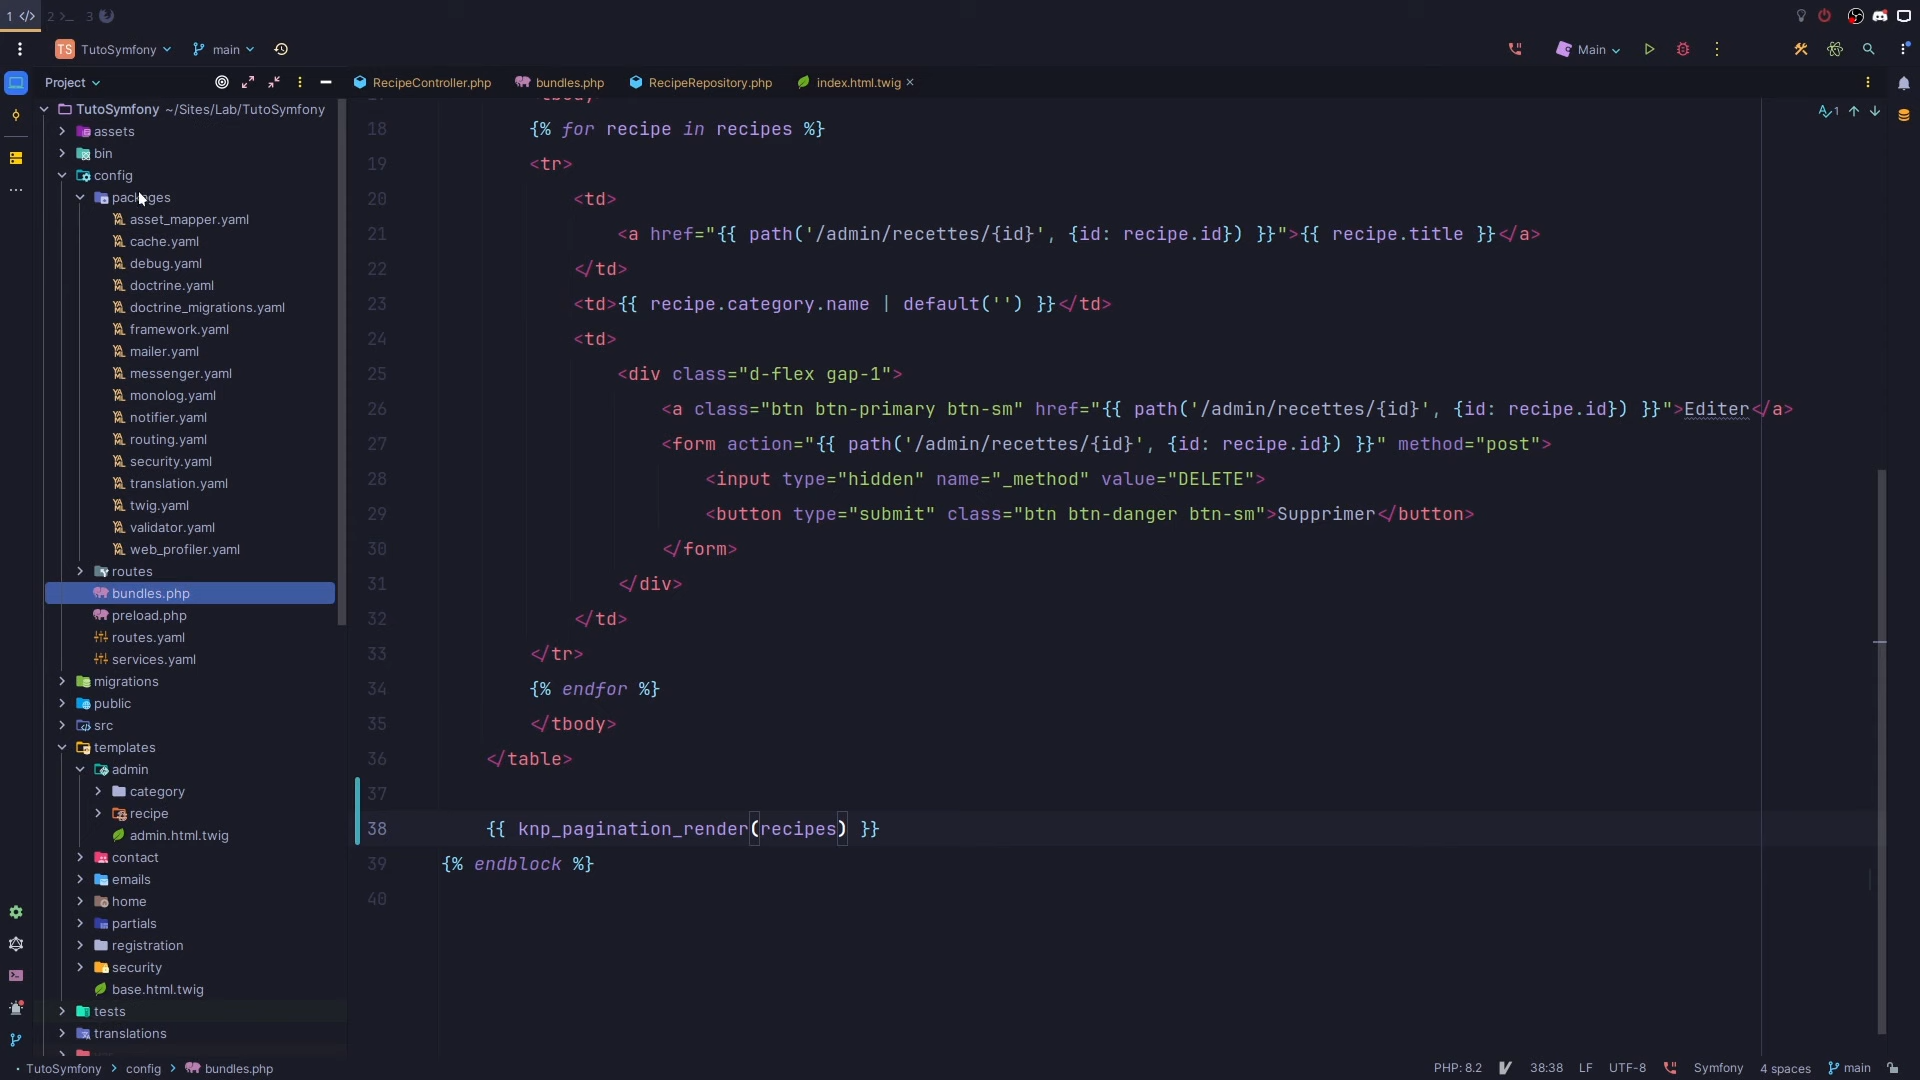 1 </> 2 >_ 3
TS TutoSymfony main Main
Project
RecipeController.php bundles.php RecipeRepository.php index.html.twig ×
TutoSymfony ~/Sites/Lab/TutoSymfony
assets
bin
config
packages
asset_mapper.yaml
cache.yaml
debug.yaml
doctrine.yaml
doctrine_migrations.yaml
framework.yaml
mailer.yaml
messenger.yaml
monolog.yaml
notifier.yaml
routing.yaml
security.yaml
translation.yaml
twig.yaml
validator.yaml
web_profiler.yaml
routes
bundles.php
preload.php
routes.yaml
services.yaml
migrations
public
src
templates
admin
category
recipe
admin.html.twig
contact
emails
home
partials
registration
security
base.html.twig
tests
translations
1
18 {% for recipe in recipes %}
19 <tr>
20 <td>
21 <a href="{{ path('/admin/recettes/{id}', {id: recipe.id}) }}">{{ recipe.title }}</a>
22 </td>
23 <td>{{ recipe.category.name | default('') }}</td>
24 <td>
25 <div class="d-flex gap-1">
26 <a class="btn btn-primary btn-sm" href="{{ path('/admin/recettes/{id}', {id: recipe.id}) }}">Editer</a>
27 <form action="{{ path('/admin/recettes/{id}', {id: recipe.id}) }}" method="post">
28 <input type="hidden" name="_method" value="DELETE">
29 <button type="submit" class="btn btn-danger btn-sm">Supprimer</button>
30 </form>
31 </div>
32 </td>
33 </tr>
34 {% endfor %}
35 </tbody>
36 </table>
37
38 {{ knp_pagination_render(recipes) }}
39 {% endblock %}
40
TutoSymfony > config > bundles.php
PHP: 8.2 38:38 LF UTF-8 Symfony 4 spaces main